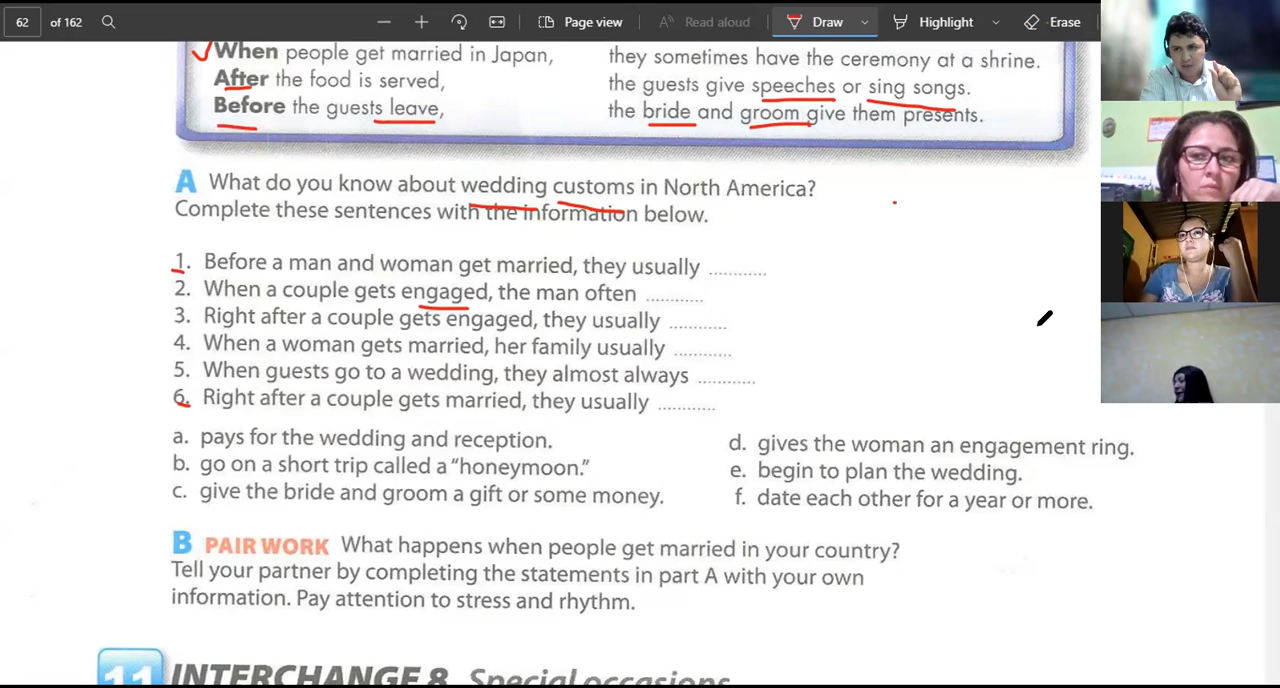 62 of 162 Page view Read aloud Draw Highlight Erase
When people get married in Japan, they sometimes have the ceremony at a shrine.
After the food is served, the guests give speeches or sing songs.
Before the guests leave, the bride and groom give them presents.
A What do you know about wedding customs in North America?
Complete these sentences with the information below.
1. Before a man and woman get married, they usually ............
2. When a couple gets engaged, the man often ............
3. Right after a couple gets engaged, they usually ............
4. When a woman gets married, her family usually ............
5. When guests go to a wedding, they almost always ............
6. Right after a couple gets married, they usually ............
a. pays for the wedding and reception.
b. go on a short trip called a “honeymoon.”
c. give the bride and groom a gift or some money.
d. gives the woman an engagement ring.
e. begin to plan the wedding.
f. date each other for a year or more.
B PAIR WORK What happens when people get married in your country?
Tell your partner by completing the statements in part A with your own
information. Pay attention to stress and rhythm.
11 INTERCHANGE 8 Special occasions